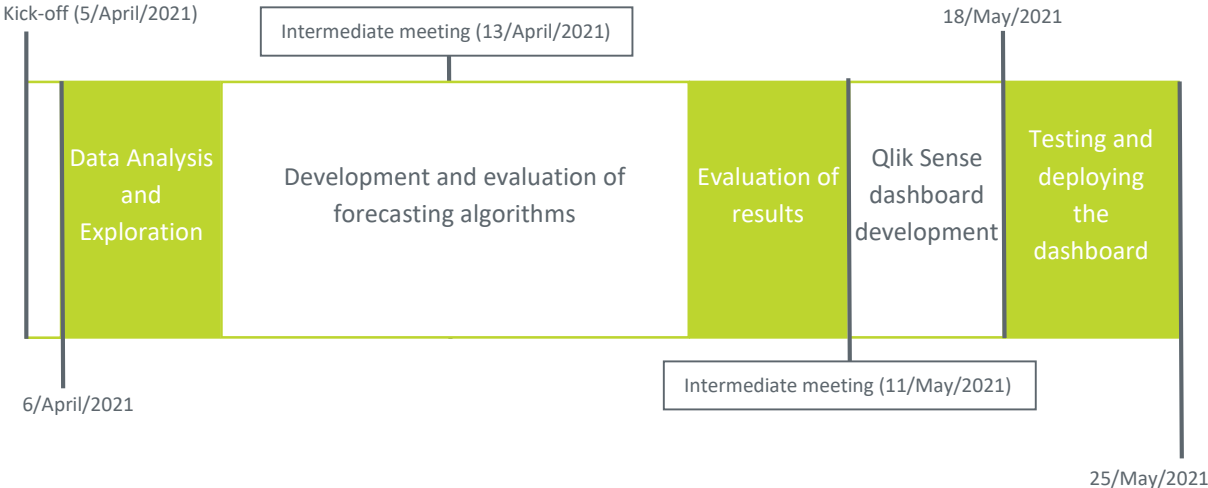 Kick-off (5/April/2021)
18/May/2021
Intermediate meeting (13/April/2021)
Data Analysis
and
Exploration
Development and evaluation of
forecasting algorithms
Evaluation of
results
Qlik Sense
dashboard
development
Testing and
deploying
the
dashboard
Intermediate meeting (11/May/2021)
6/April/2021
25/May/2021